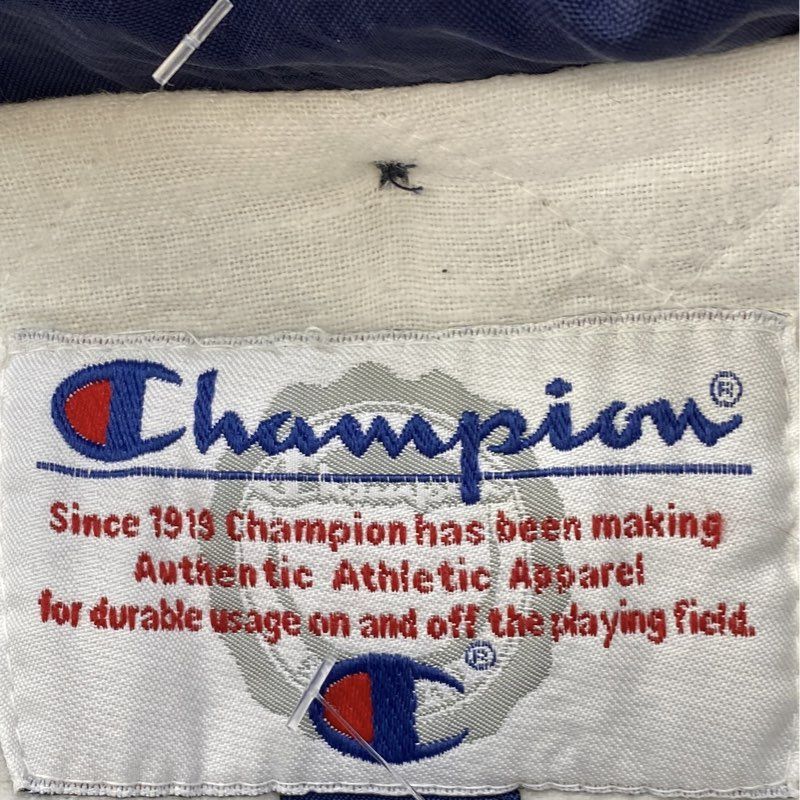 Champion®
Since 1919 Champion has been making
Authentic Athletic Apparel
for durable usage on and off the playing field.
C®